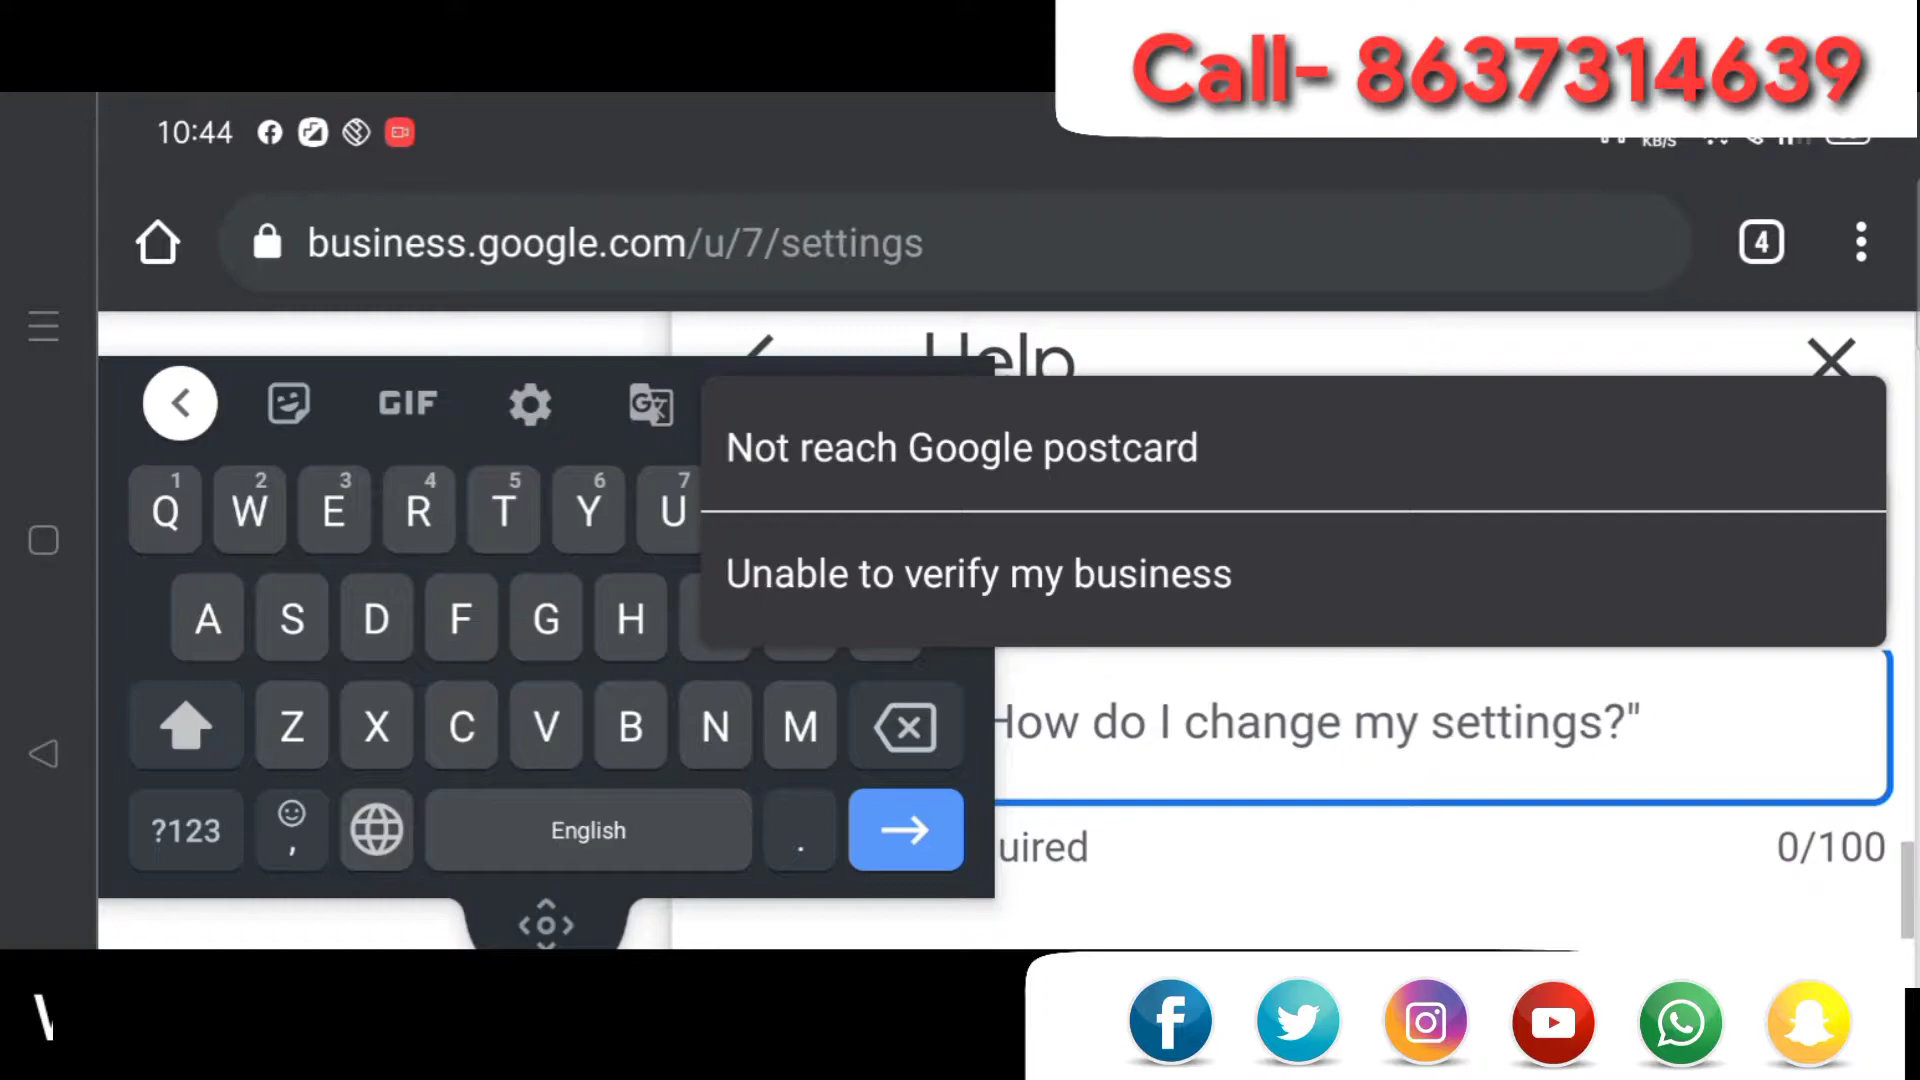 Call- 8637314639
10:44
KB/S
business.google.com/u/7/settings
4
Help
GIF
Not reach Google postcard
1 2 3 4 5 6 7
Q W E R T Y U
Unable to verify my business
A S D F G H
How do I change my settings?"
Z X C V B N M
?123
,
English
.
uired
0/100